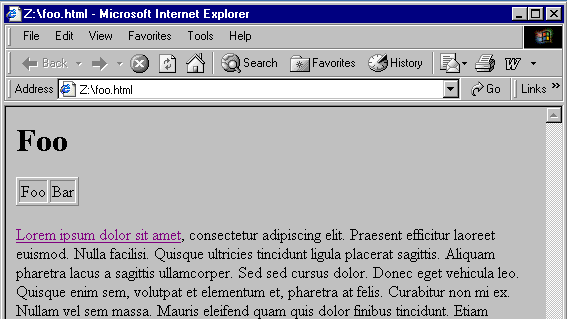 Z:\foo.html - Microsoft Internet Explorer
File Edit View Favorites Tools Help
Back Search Favorites History W
Address Z:\foo.html Go Links »
Foo
Foo Bar
Lorem ipsum dolor sit amet, consectetur adipiscing elit. Praesent efficitur laoreet
euismod. Nulla facilisi. Quisque ultricies tincidunt ligula placerat sagittis. Aliquam
pharetra lacus a sagittis ullamcorper. Sed sed cursus dolor. Donec eget vehicula leo.
Quisque enim sem, volutpat et elementum et, pharetra at felis. Curabitur non mi ex.
Nullam vel sem massa. Mauris eleifend quam quis dolor finibus tincidunt. Etiam